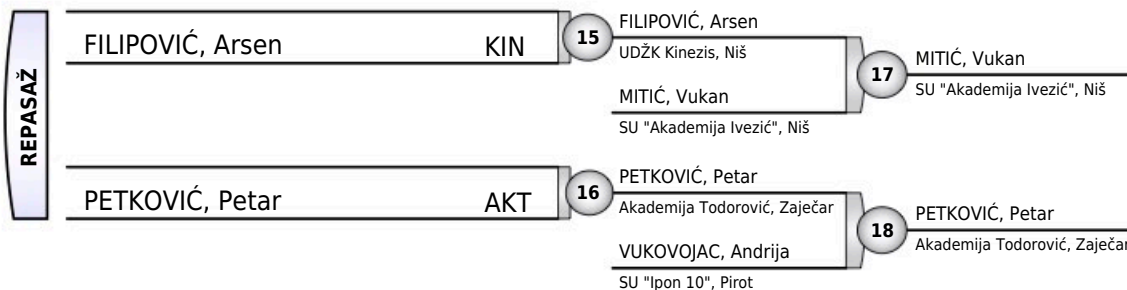 REPASAŽ
FILIPOVIĆ, Arsen KIN
15
FILIPOVIĆ, Arsen
UDŽK Kinezis, Niš
MITIĆ, Vukan
SU "Akademija Ivezić", Niš
17
MITIĆ, Vukan
SU "Akademija Ivezić", Niš
PETKOVIĆ, Petar AKT
16
PETKOVIĆ, Petar
Akademija Todorović, Zaječar
VUKOVOJAC, Andrija
SU "Ipon 10", Pirot
18
PETKOVIĆ, Petar
Akademija Todorović, Zaječar